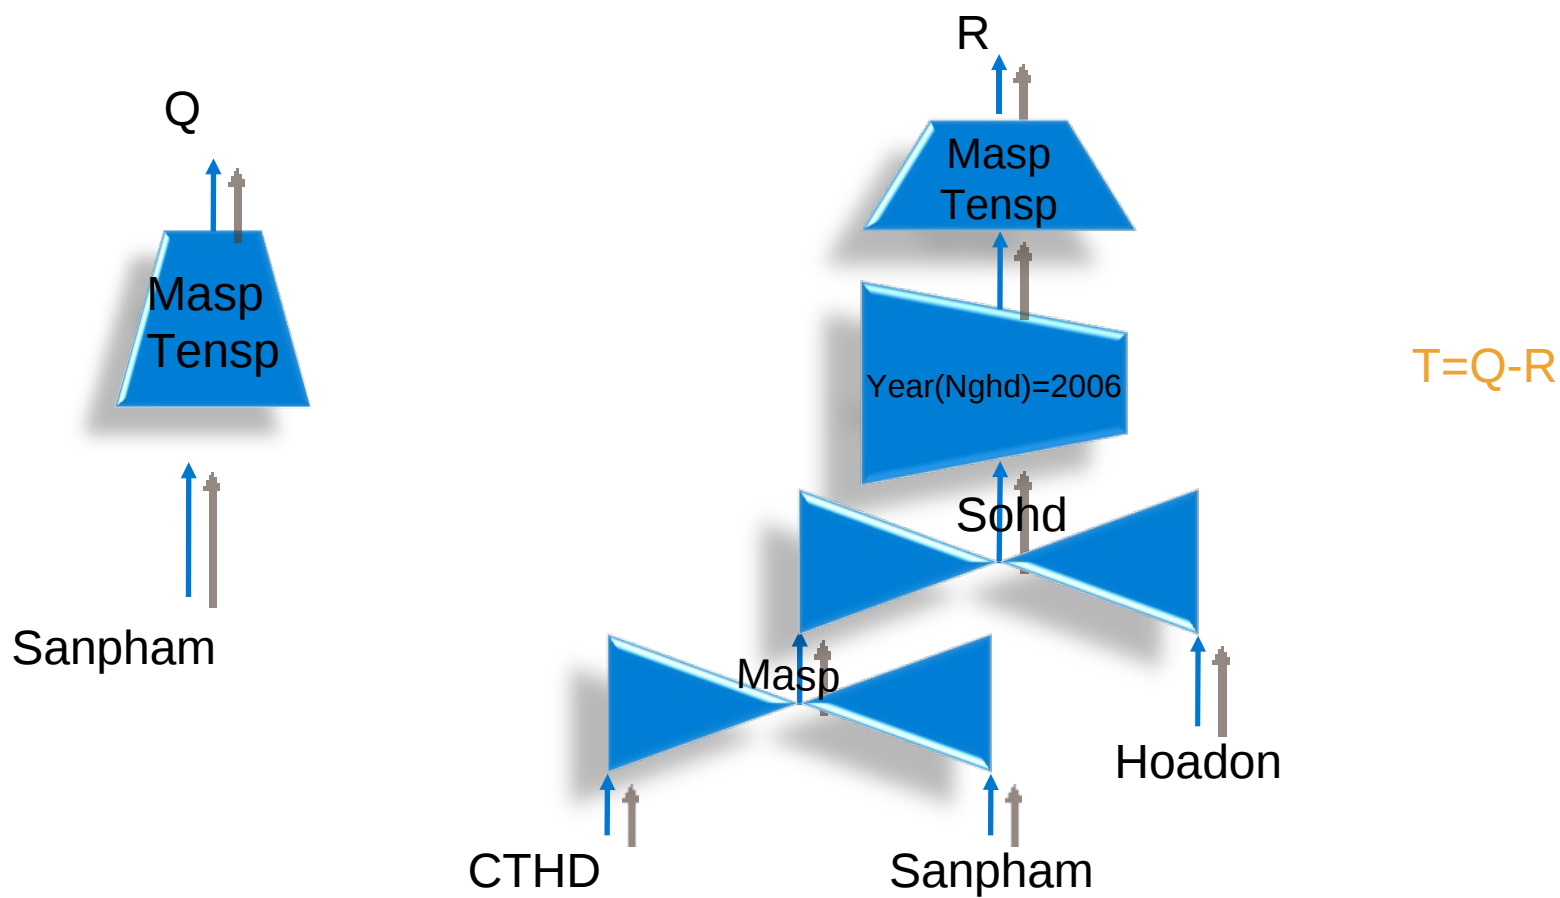 Q
Masp
Tensp
Sanpham
R
Masp
Tensp
Year(Nghd)=2006
Sohd
Masp
Hoadon
CTHD
Sanpham
T=Q-R